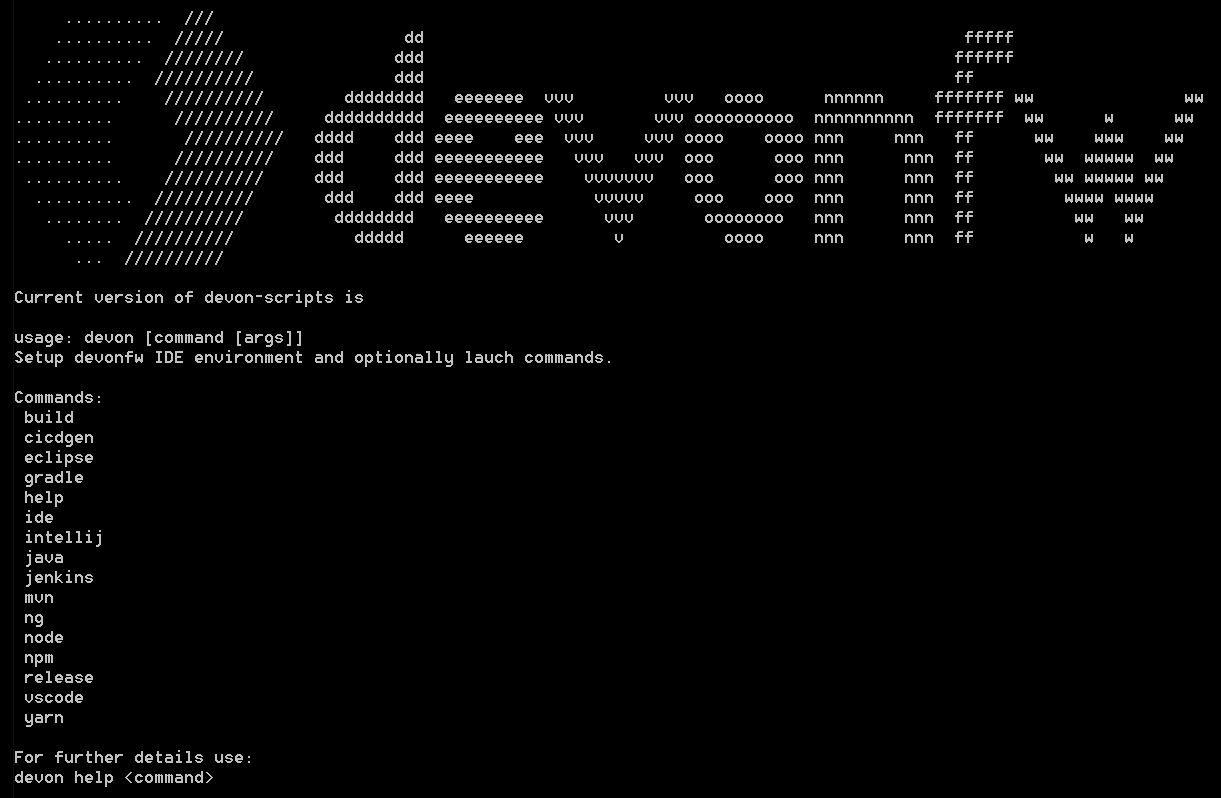 ..........  ///
         ..........  /////                  dd                                                      fffff
        ..........  ////////               ddd                                                     ffffff
       ..........  //////////              ddd                                                     ff
      ..........    //////////        dddddddd   eeeeeee  vvv         vvv   oooo      nnnnnn     fffffff ww               ww
     ..........      //////////     dddddddddd  eeeeeeeeee vvv       vvv oooooooooo  nnnnnnnnnn  fffffff  ww      w      ww
     ..........       //////////   dddd    ddd eeee    eee  vvv     vvv oooo    oooo nnn     nnn   ff      ww    www    ww
     ..........      //////////    ddd     ddd eeeeeeeeeee   vvv   vvv  ooo      ooo nnn      nnn  ff       ww  wwwww  ww
      ..........    //////////     ddd     ddd eeeeeeeeeee    vvvvvvv   ooo      ooo nnn      nnn  ff        ww wwwww ww
       ..........  //////////       ddd    ddd eeee            vvvvv     ooo    ooo  nnn      nnn  ff         wwww wwww
        ........  //////////         dddddddd   eeeeeeeeee      vvv       oooooooo   nnn      nnn  ff          ww   ww
          .....  //////////            ddddd      eeeeee         v          oooo     nnn      nnn  ff           w   w
           ...  //////////
Current version of devon-scripts is
usage: devon [command [args]]
Setup devonfw IDE environment and optionally lauch commands.
Commands:
build
cicdgen
eclipse
gradle
help
ide
intellij
java
jenkins
mvn
ng
node
npm
release
vscode
yarn
For further details use:
devon help <command>